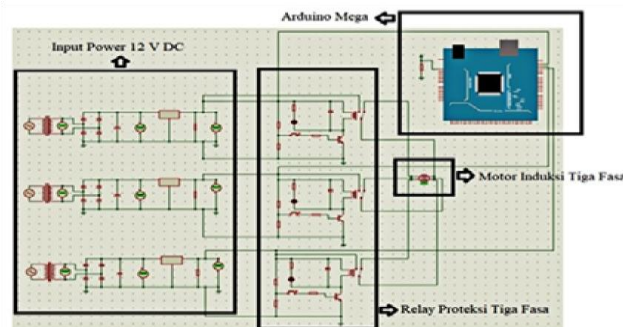 Arduino Mega
Input Power 12 V DC
Motor Induksi Tiga Fasa
Relay Proteksi Tiga Fasa